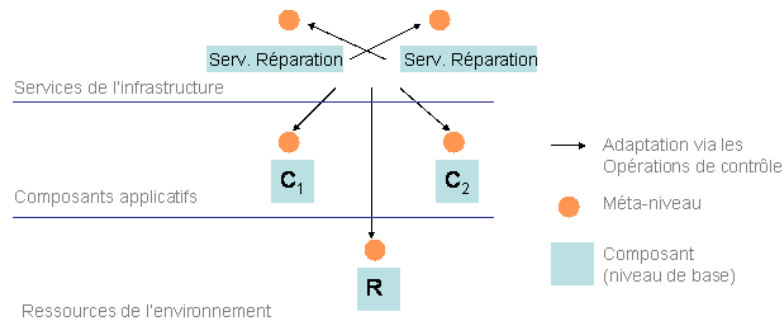 Serv. Réparation
Serv. Réparation
Services de l'infrastructure
C1
C2
Composants applicatifs
R
Ressources de l'environnement
Adaptation via les
Opérations de contrôle
Méta-niveau
Composant
(niveau de base)